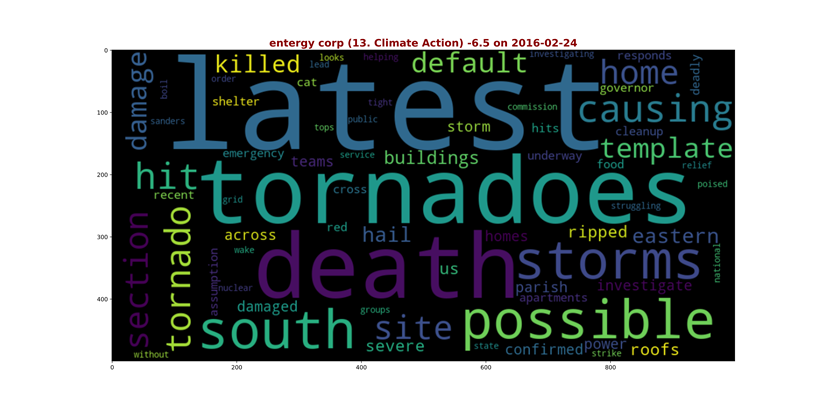 entergy corp (13. Climate Action) -6.5 on 2016-02-24
0
100
200
300
400
0 200 400 600 800
latest
tornadoes
death
storms
possible
south
tornado
section
damage
killed
default
home
causing
template
hit
site
looks
investigating
helping
responds
lead
order
boil
cat
deadly
governor
shelter
tight
commission
sanders
public
tops
storm
hits
cleanup
emergency
service
teams
buildings
underway
food
relief
recent
cross
poised
grid
struggling
red
across
hail
homes
ripped
eastern
wake
us
national
assumption
nuclear
parish
investigate
apartments
damaged
groups
severe
state
confirmed
power
strike
roofs
without